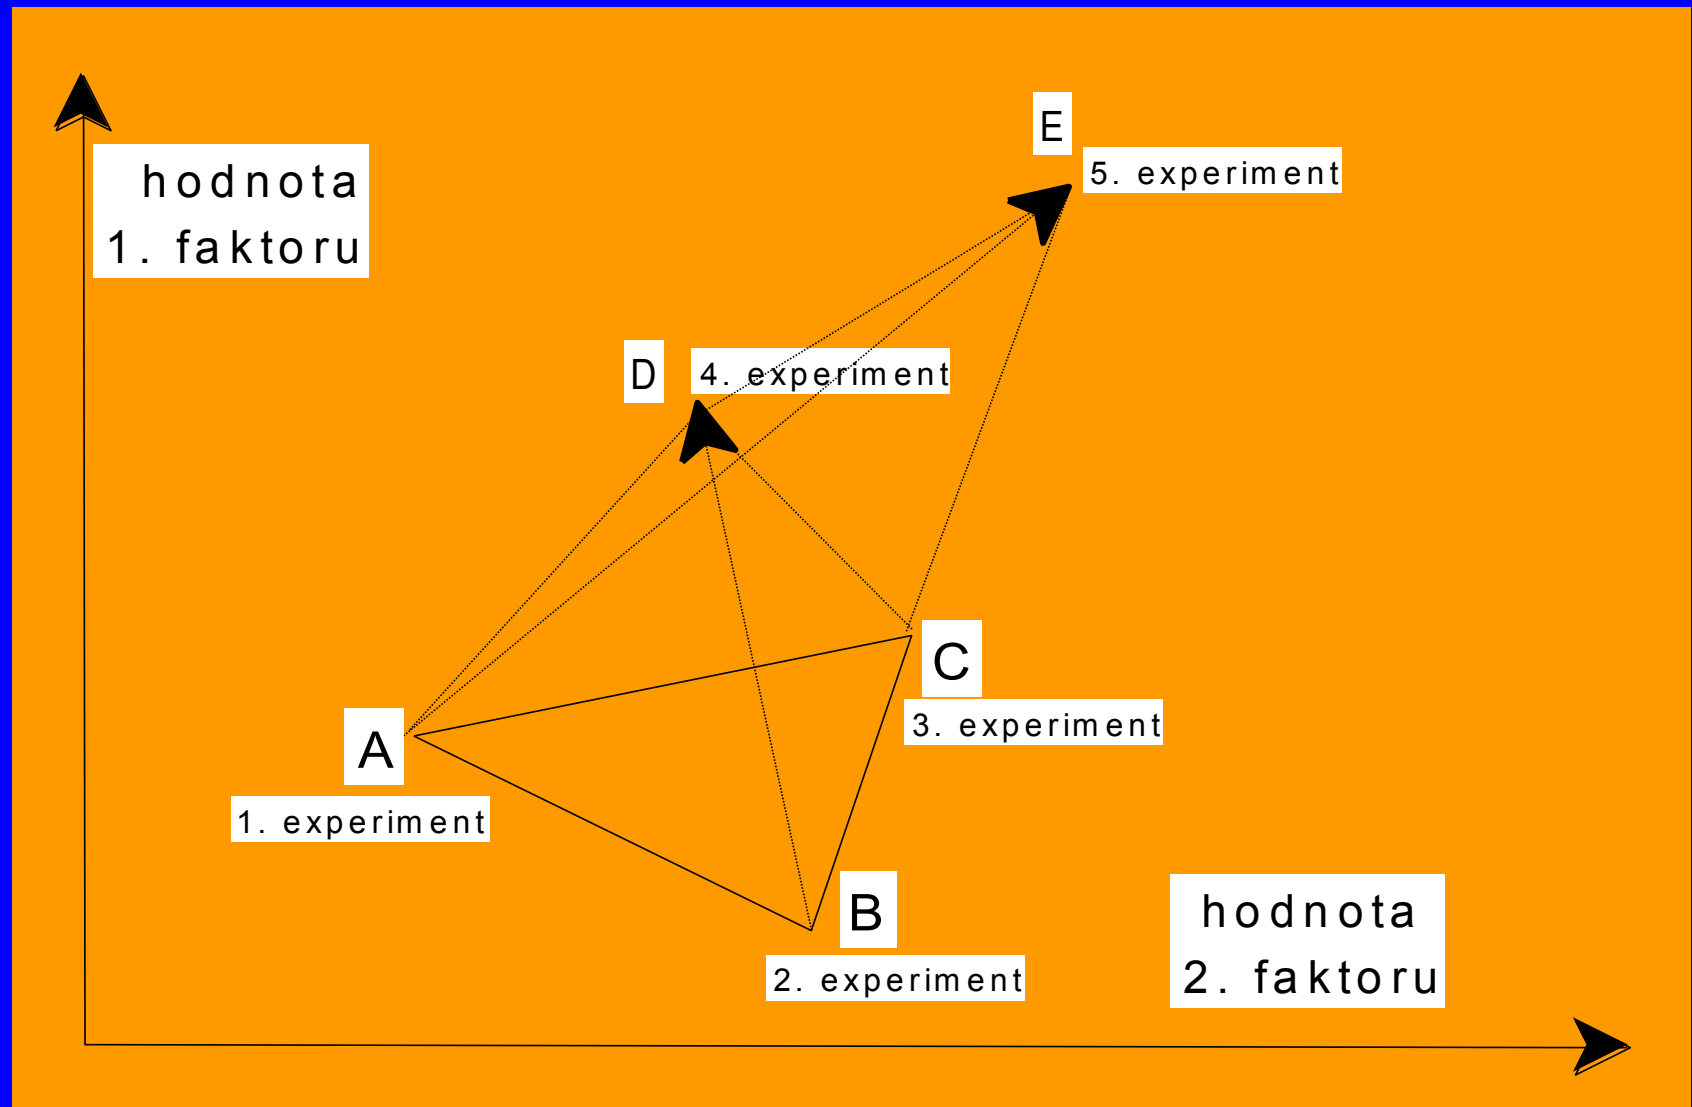 E
5. experiment
hodnota
1. faktoru
D
4. experiment
C
3. experiment
A
1. experiment
B
2. experiment
hodnota
2. faktoru